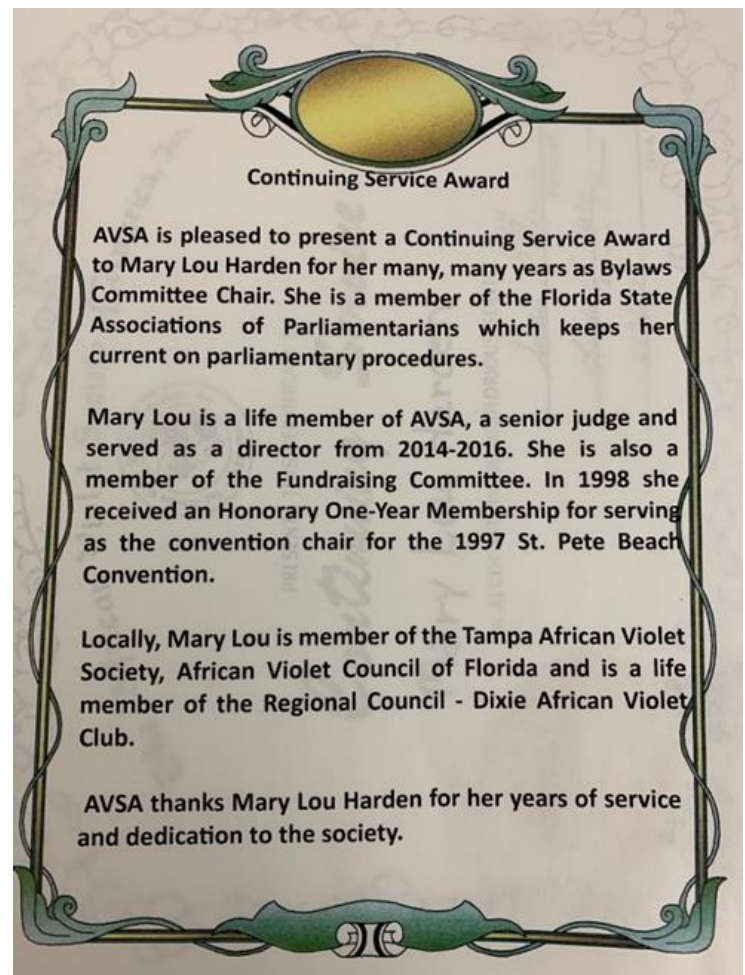 Continuing Service Award
AVSA is pleased to present a Continuing Service Award
to Mary Lou Harden for her many, many years as Bylaws
Committee Chair. She is a member of the Florida State
Associations of Parliamentarians which keeps her
current on parliamentary procedures.
Mary Lou is a life member of AVSA, a senior judge and
served as a director from 2014-2016. She is also a
member of the Fundraising Committee. In 1998 she
received an Honorary One-Year Membership for serving
as the convention chair for the 1997 St. Pete Beach
Convention.
Locally, Mary Lou is member of the Tampa African Violet
Society, African Violet Council of Florida and is a life
member of the Regional Council - Dixie African Violet
Club.
AVSA thanks Mary Lou Harden for her years of service
and dedication to the society.